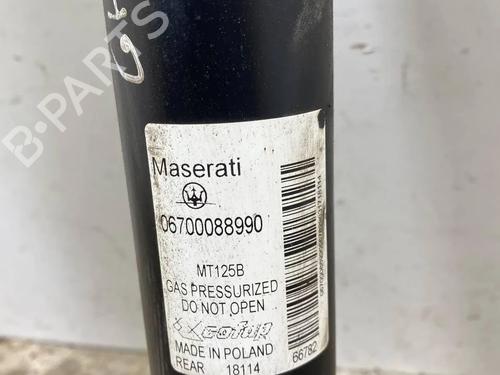 B-PARTS
Maserati
06700088990
MT125B
GAS PRESSURIZED
DO NOT OPEN
MADE IN POLAND
REAR 18114
66782